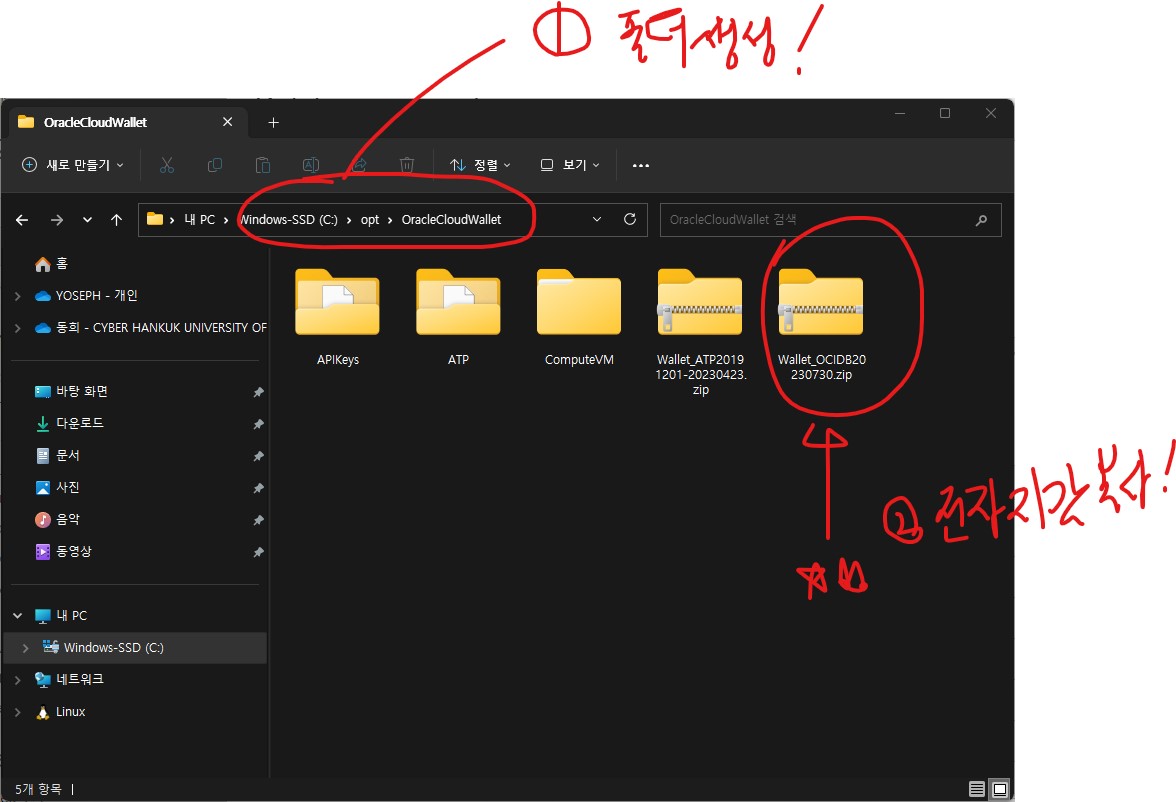 ① 폴더생성!
OracleCloudWallet
새로 만들기
정렬
보기
내 PC > Windows-SSD (C:) > opt > OracleCloudWallet
OracleCloudWallet 검색
홈
YOSEPH - 개인
동희 - CYBER HANKUK UNIVERSITY OF
바탕 화면
다운로드
문서
사진
음악
동영상
내 PC
Windows-SSD (C:)
네트워크
Linux
APIKeys
ATP
ComputeVM
Wallet_ATP2019
1201-20230423.
zip
Wallet_OCIDB20
230730.zip
② 전자지갑 복사!
5개 항목